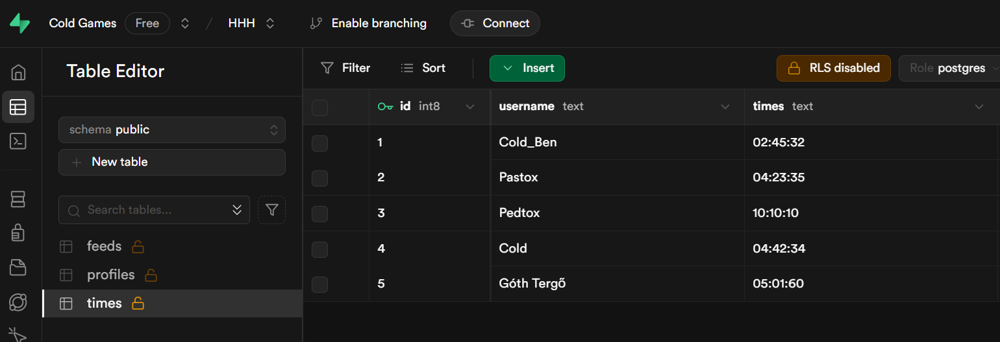 Cold Games Free / HHH Enable branching Connect
Table Editor
schema public
New table
Search tables...
feeds
profiles
times
Filter Sort Insert RLS disabled Role postgres
id int8 username text times text
1 Cold_Ben 02:45:32
2 Pastox 04:23:35
3 Pedtox 10:10:10
4 Cold 04:42:34
5 Góth Tergő 05:01:60